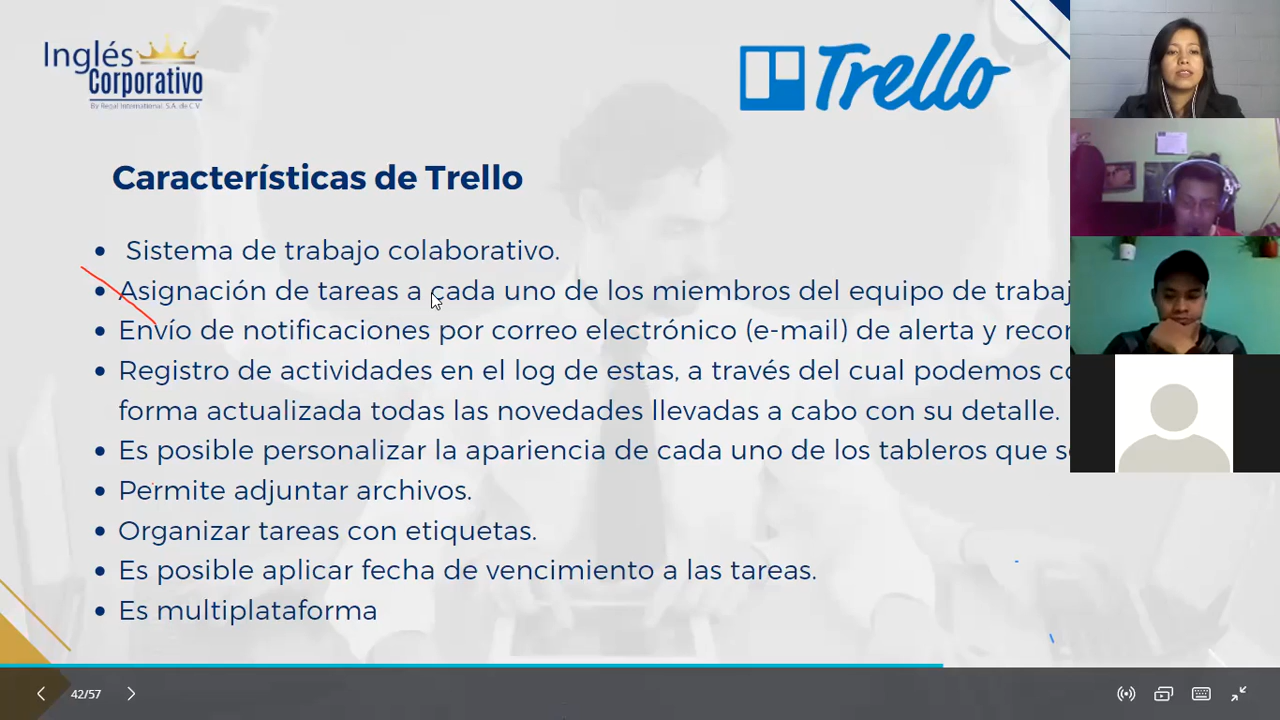 Inglés
Corporativo
By Regal International, S.A. de C.V.
Trello
Características de Trello
Sistema de trabajo colaborativo.
Asignación de tareas a cada uno de los miembros del equipo de
Envío de notificaciones por correo electrónico (e-mail) de alerta y
Registro de actividades en el log de estas, a través del cual podemos
forma actualizada todas las novedades llevadas a cabo con su detalle.
Es posible personalizar la apariencia de cada uno de los tableros que
Permite adjuntar archivos.
Organizar tareas con etiquetas.
Es posible aplicar fecha de vencimiento a las tareas.
Es multiplataforma
42/57